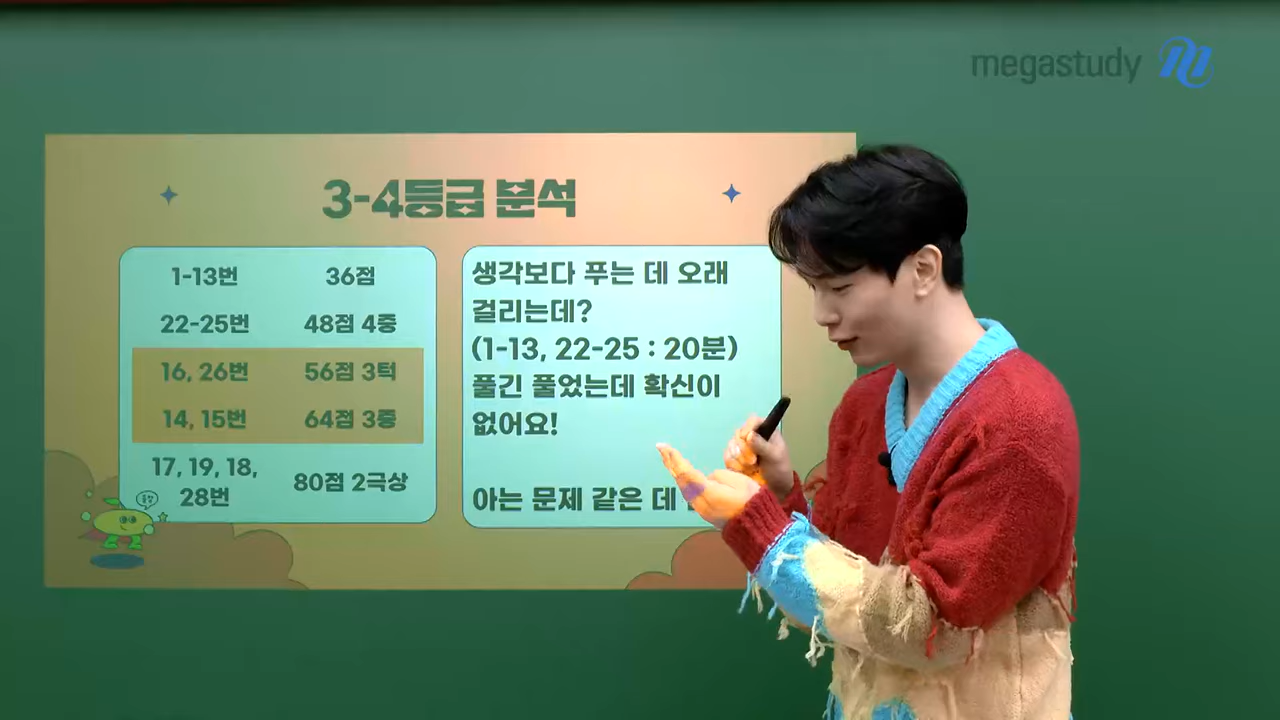 megastudy
3-4등급 분석
1-13번 36점
22-25번 48점 4중
16, 26번 56점 3턱
14, 15번 64점 3중
17, 19, 18,
28번 80점 2극상
생각보다 푸는 데 오래
걸리는데?
(1-13, 22-25 : 20분)
풀긴 풀었는데 확신이
없어요!
아는 문제 같은 데